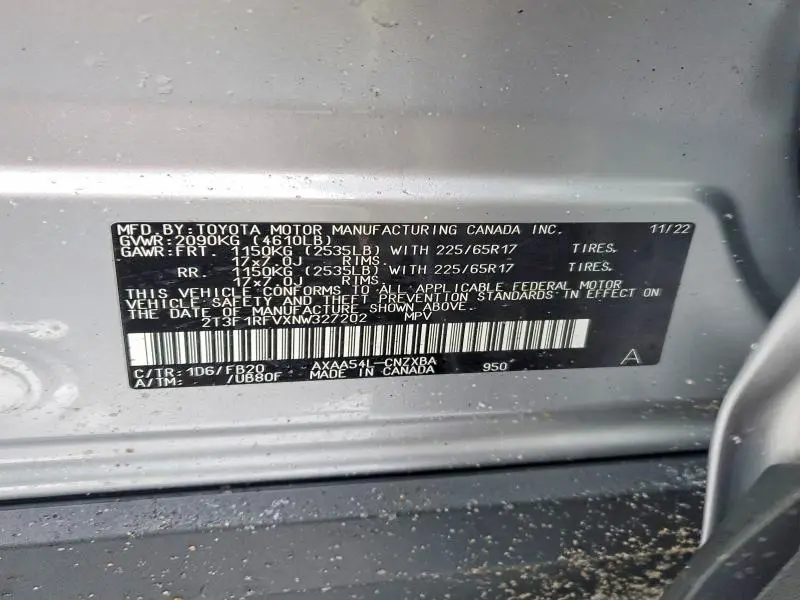 MFD.BY:TOYOTA MOTOR MANUFACTURING CANADA INC. 11/22
GVWR:2090KG (4610LB)
GAWR:FRT. 1150KG (2535LB) WITH 225/65R17 TIRES.
17x7.0J RIMS.
RR. 1150KG (2535LB) WITH 225/65R17 TIRES.
17x7.0J RIMS.
THIS VEHICLE CONFORMS TO ALL APPLICABLE FEDERAL MOTOR
VEHICLE SAFETY AND THEFT PREVENTION STANDARDS IN EFFECT ON
THE DATE OF MANUFACTURE SHOWN ABOVE.
2T3F1RFVXNW327202 MPV
C/TR:1D6/FB20 AXAA54L-CNZXBA 950 A
A/TM: /UB80F MADE IN CANADA